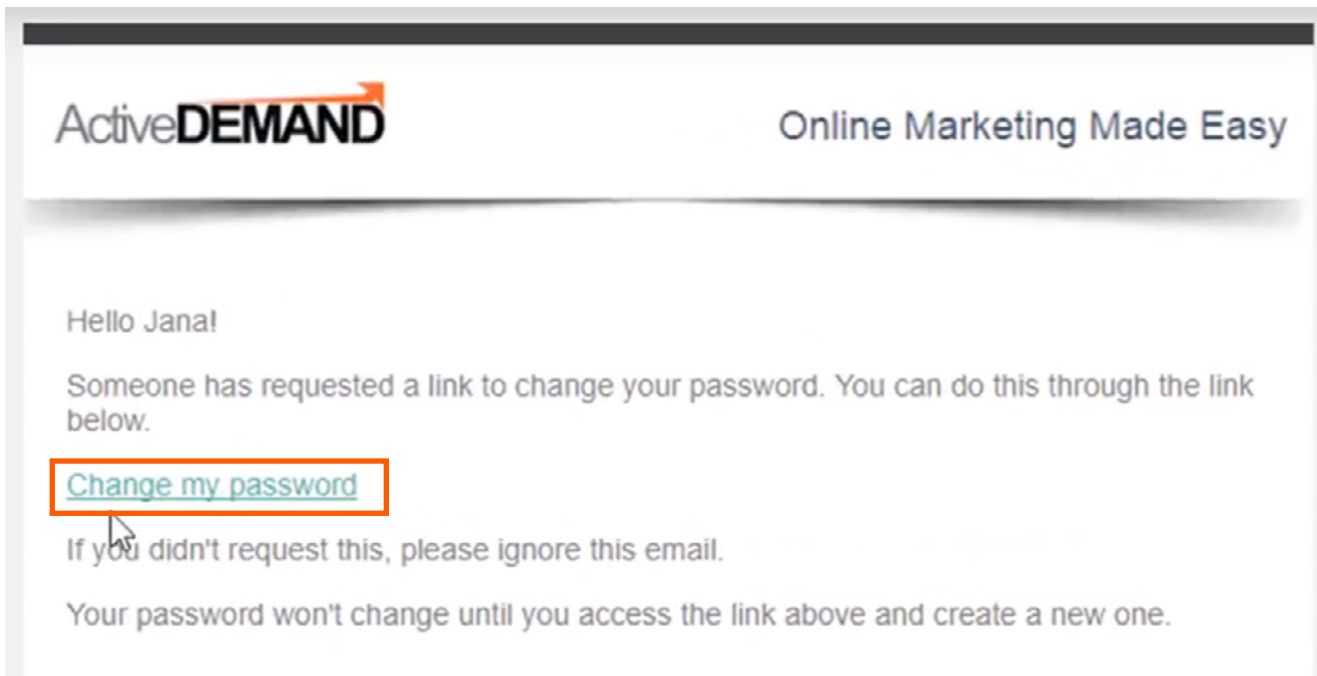 ActiveDEMAND
Online Marketing Made Easy
Hello Jana!
Someone has requested a link to change your password. You can do this through the link
below.
Change my password
If you didn't request this, please ignore this email.
Your password won't change until you access the link above and create a new one.